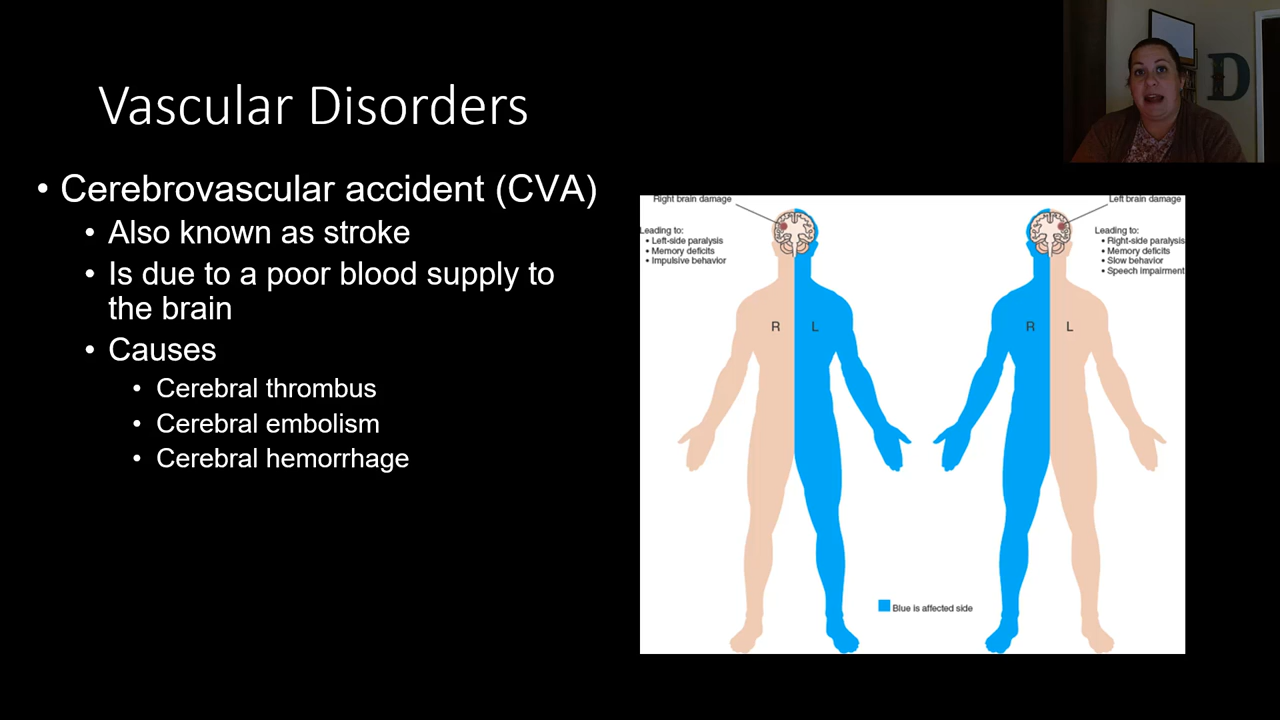 Vascular Disorders
• Cerebrovascular accident (CVA)
• Also known as stroke
• Is due to a poor blood supply to
the brain
• Causes
• Cerebral thrombus
• Cerebral embolism
• Cerebral hemorrhage
Right brain damage
Leading to:
• Left-side paralysis
• Memory deficits
• Impulsive behavior
R L
Left brain damage
Leading to:
• Right-side paralysis
• Memory deficits
• Slow behavior
• Speech impairment
R L
Blue is affected side
D